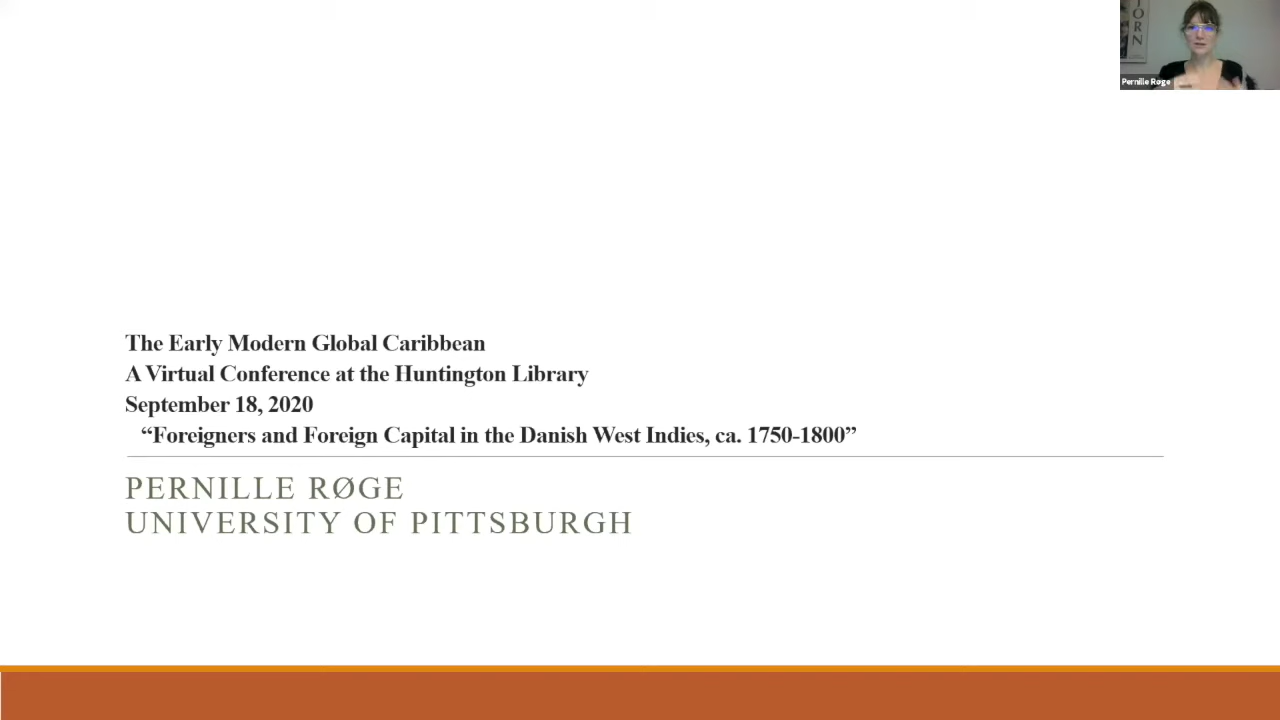 JORN
Pernille Røge
The Early Modern Global Caribbean
A Virtual Conference at the Huntington Library
September 18, 2020
“Foreigners and Foreign Capital in the Danish West Indies, ca. 1750-1800”
PERNILLE RØGE
UNIVERSITY OF PITTSBURGH